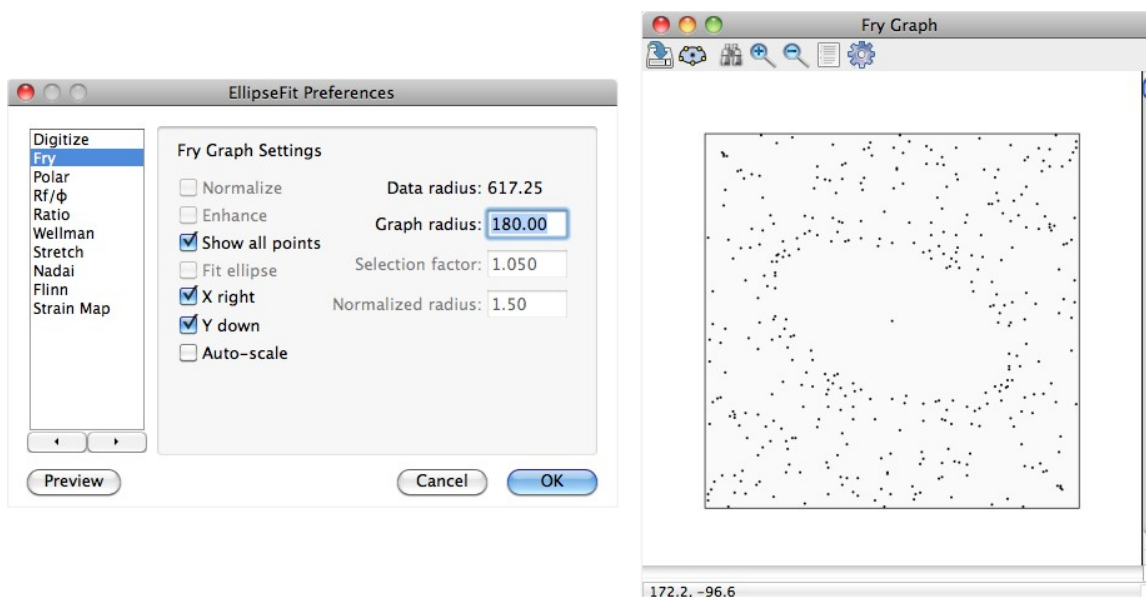 EllipseFit Preferences
Digitize
Fry
Polar
Rf/ϕ
Ratio
Wellman
Stretch
Nadai
Flinn
Strain Map
Fry Graph Settings
Normalize
Enhance
Show all points
Fit ellipse
X right
Y down
Auto-scale
Data radius: 617.25
Graph radius: 180.00
Selection factor: 1.050
Normalized radius: 1.50
Preview
Cancel
OK
Fry Graph
172.2, -96.6